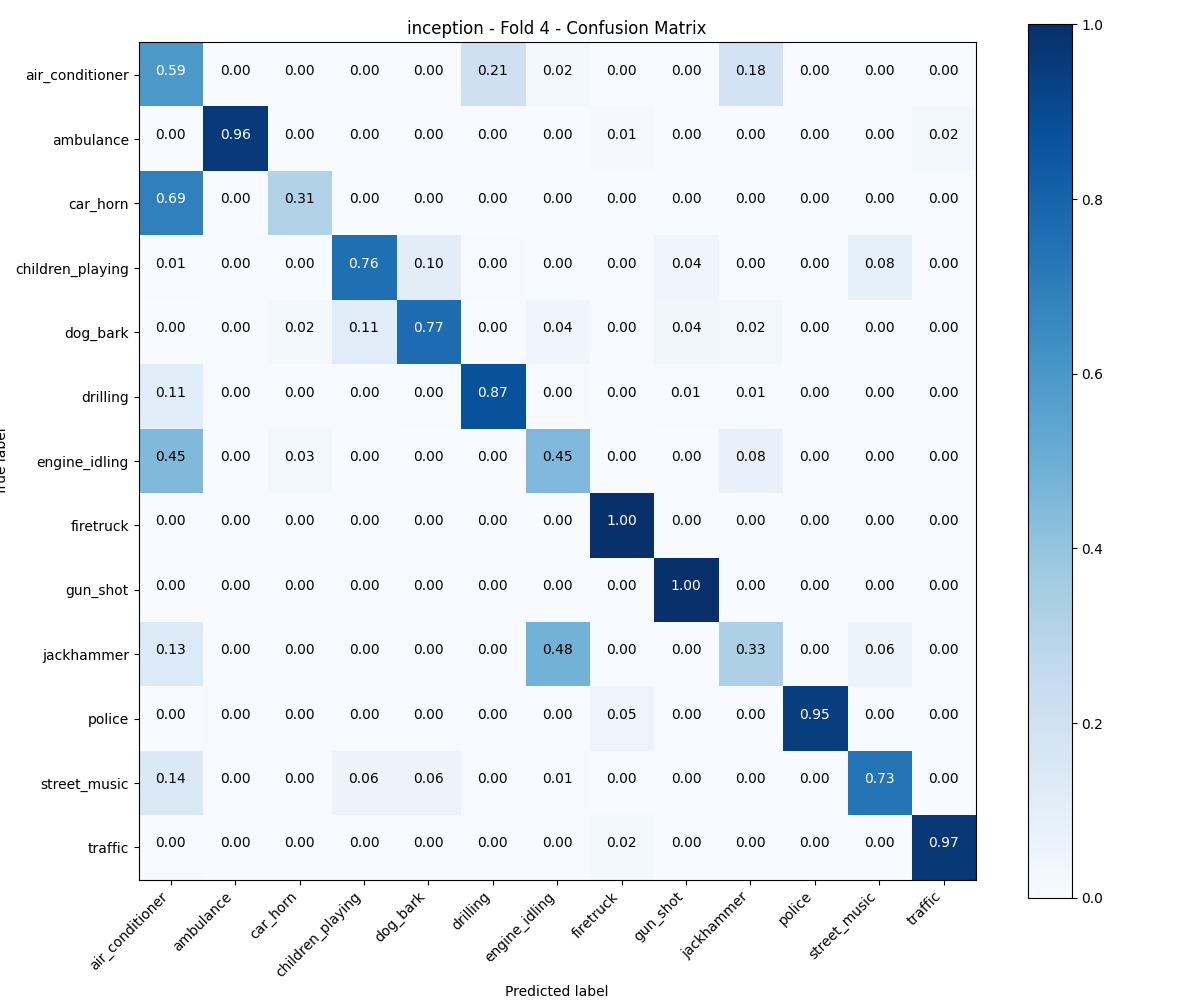 inception - Fold 4 - Confusion Matrix
air_conditioner 0.59 0.00 0.00 0.00 0.00 0.21 0.02 0.00 0.00 0.18 0.00 0.00 0.00
ambulance 0.00 0.96 0.00 0.00 0.00 0.00 0.00 0.01 0.00 0.00 0.00 0.00 0.02
car_horn 0.69 0.00 0.31 0.00 0.00 0.00 0.00 0.00 0.00 0.00 0.00 0.00 0.00
children_playing 0.01 0.00 0.00 0.76 0.10 0.00 0.00 0.00 0.04 0.00 0.00 0.08 0.00
dog_bark 0.00 0.00 0.02 0.11 0.77 0.00 0.04 0.00 0.04 0.02 0.00 0.00 0.00
drilling 0.11 0.00 0.00 0.00 0.00 0.87 0.00 0.00 0.01 0.01 0.00 0.00 0.00
engine_idling 0.45 0.00 0.03 0.00 0.00 0.00 0.45 0.00 0.00 0.08 0.00 0.00 0.00
firetruck 0.00 0.00 0.00 0.00 0.00 0.00 0.00 1.00 0.00 0.00 0.00 0.00 0.00
gun_shot 0.00 0.00 0.00 0.00 0.00 0.00 0.00 0.00 1.00 0.00 0.00 0.00 0.00
jackhammer 0.13 0.00 0.00 0.00 0.00 0.00 0.48 0.00 0.00 0.33 0.00 0.06 0.00
police 0.00 0.00 0.00 0.00 0.00 0.00 0.00 0.05 0.00 0.00 0.95 0.00 0.00
street_music 0.14 0.00 0.00 0.06 0.06 0.00 0.01 0.00 0.00 0.00 0.00 0.73 0.00
traffic 0.00 0.00 0.00 0.00 0.00 0.00 0.00 0.02 0.00 0.00 0.00 0.00 0.97
air_conditioner ambulance car_horn children_playing dog_bark drilling engine_idling firetruck gun_shot jackhammer police street_music traffic
Predicted label
1.0
0.8
0.6
0.4
0.2
0.0